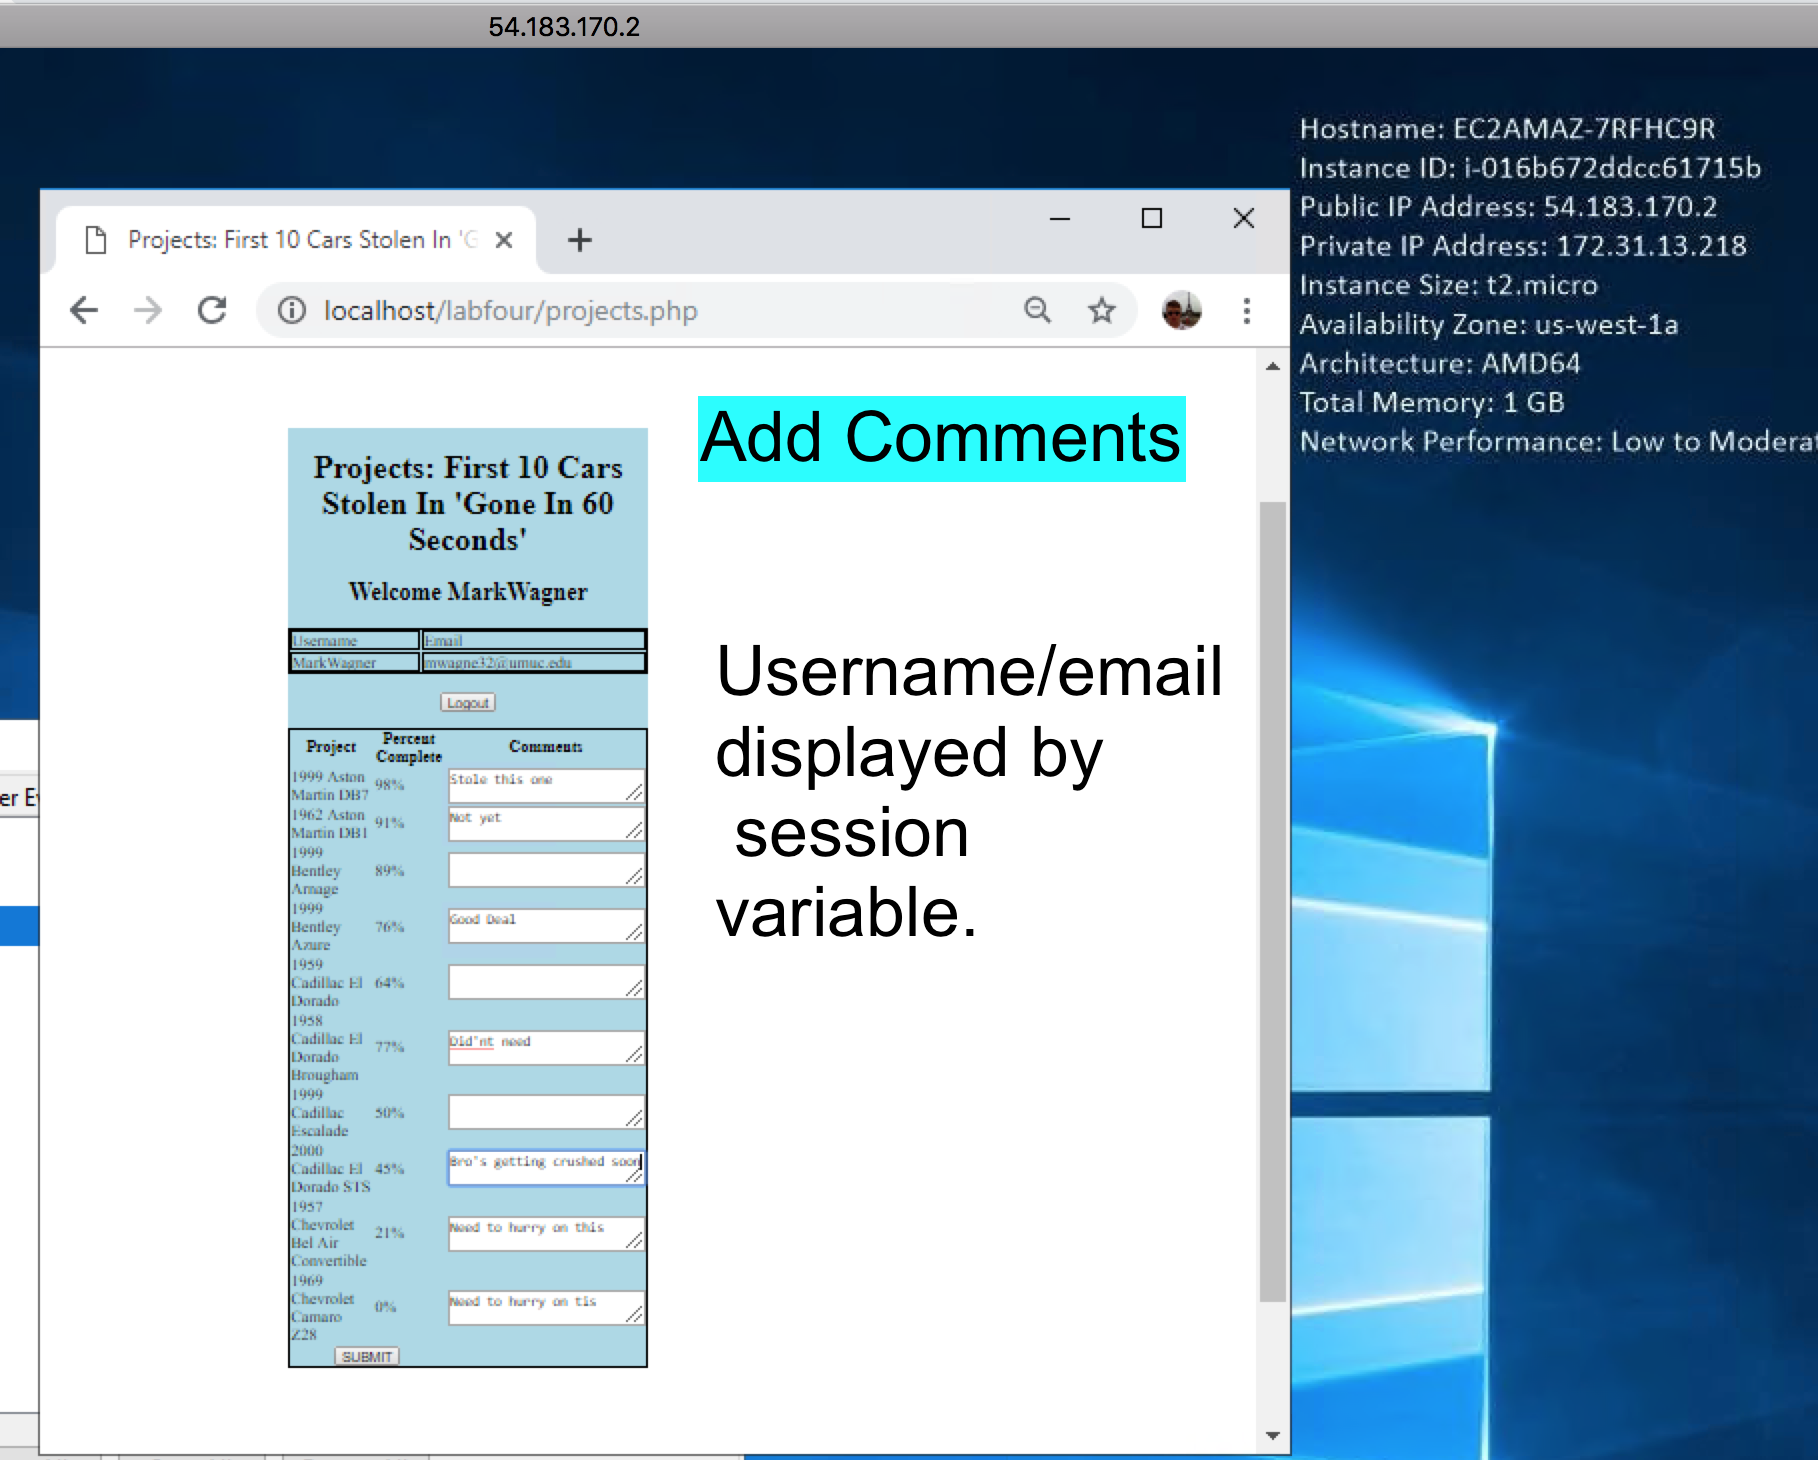 54.183.170.2
Hostname: EC2AMAZ-7RFHC9R
Instance ID: i-016b672ddcc61715b
Public IP Address: 54.183.170.2
Private IP Address: 172.31.13.218
Instance Size: t2.micro
Availability Zone: us-west-1a
Architecture: AMD64
Total Memory: 1 GB
Network Performance: Low to Moderat
Projects: First 10 Cars Stolen In 'G
localhost/labfour/projects.php
Add Comments
Username/email
displayed by
session
variable.
Projects: First 10 Cars
Stolen In 'Gone In 60
Seconds'
Welcome MarkWagner
Username Email
MarkWagner mwagne32@umuc.edu
Logout
Project Percent Complete Comments
1999 Aston
Martin DB7 98% Stole this one
1962 Aston
Martin DB1 91% Not yet
1999
Bentley 89%
Arnage
1999
Bentley 76% Good Deal
Azure
1959
Cadillac El 64%
Dorado
1958
Cadillac El
Dorado 77% Did'nt need
Brougham
1999
Cadillac 50%
Escalade
2000
Cadillac El 45% Bro's getting crushed soon
Dorado STS
1957
Chevrolet
Bel Air 21% Need to hurry on this
Convertible
1969
Chevrolet
Camaro 0% Need to hurry on tis
Z28
SUBMIT
er E